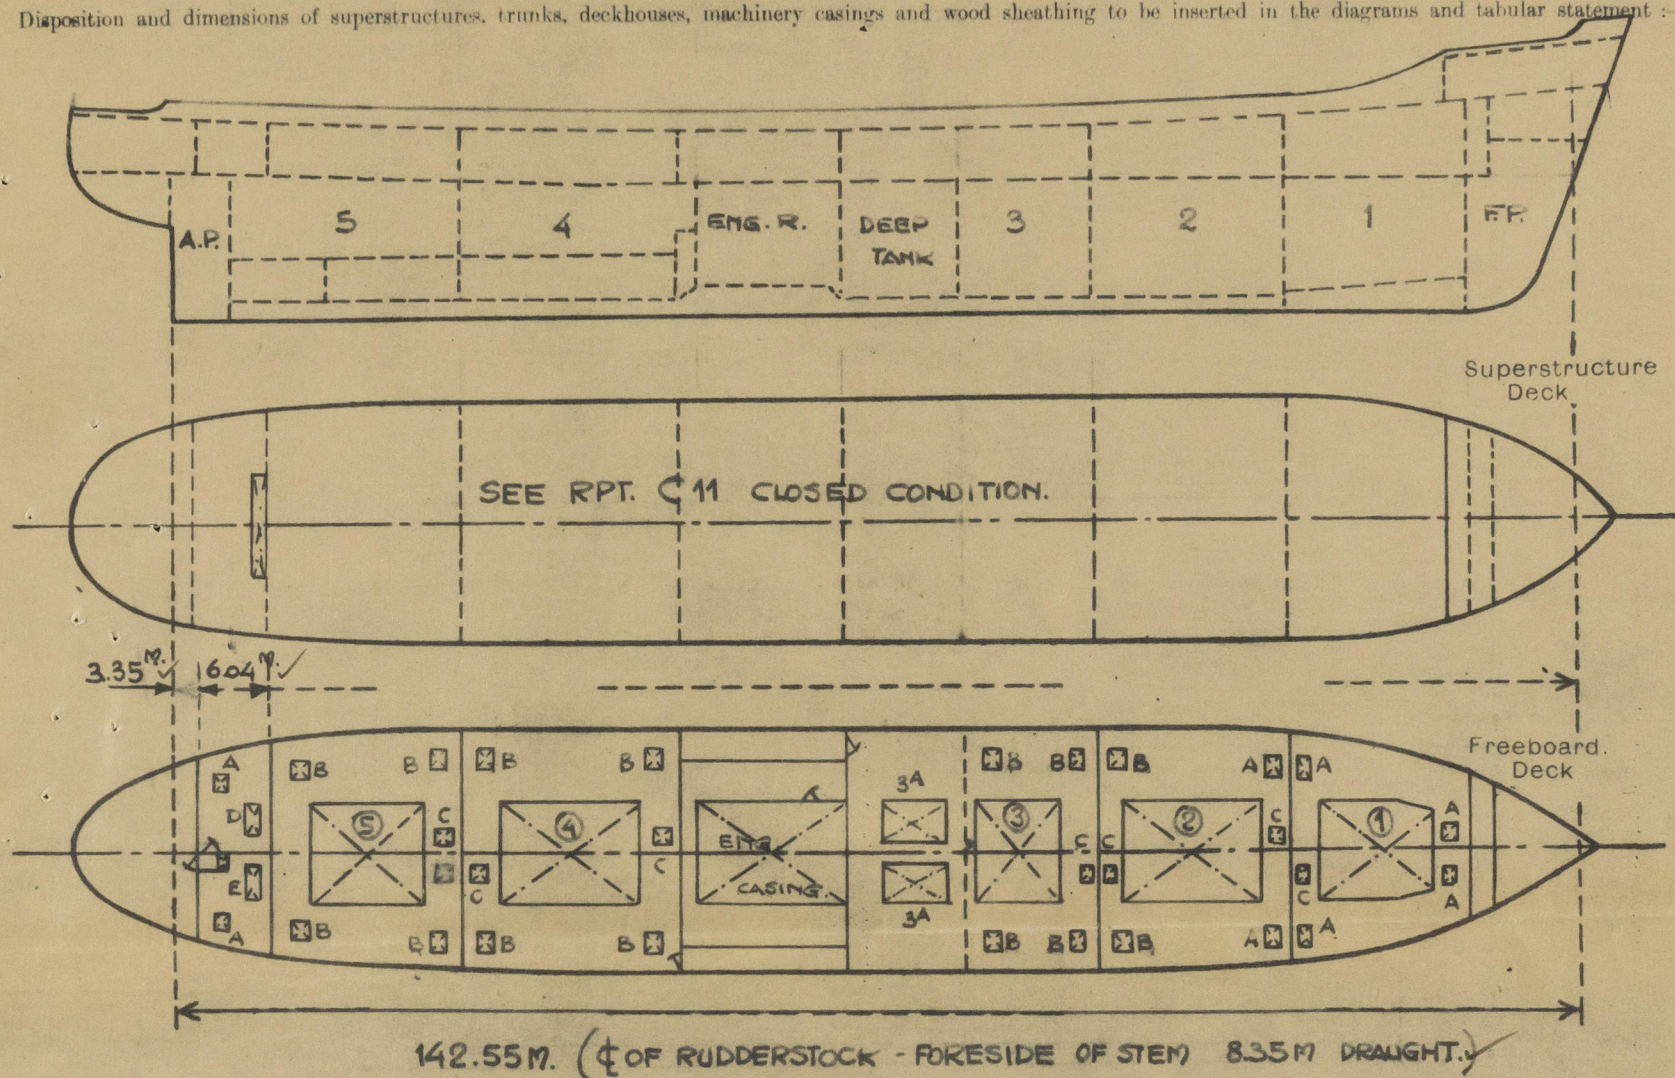 Disposition and dimensions of superstructures, trunks, deckhouses, machinery casings and wood sheathing to be inserted in the diagrams and tabular statement :—
A.P. 5 4 ENG. R. DEEP TANK 3 2 1 F.P.
Superstructure
Deck
SEE RPT. C 11 CLOSED CONDITION.
3.35 M. 6.04 M.
Freeboard.
Deck
A B B B B 3A B B B A A
D C A
5 4 3 2 1
C C C C
ENG.
CASING.
E C C A
3A
A B B B B B B B A A
142.55 M. (℄ OF RUDDERSTOCK - FORESIDE OF STEM 8.35 M DRAUGHT.)